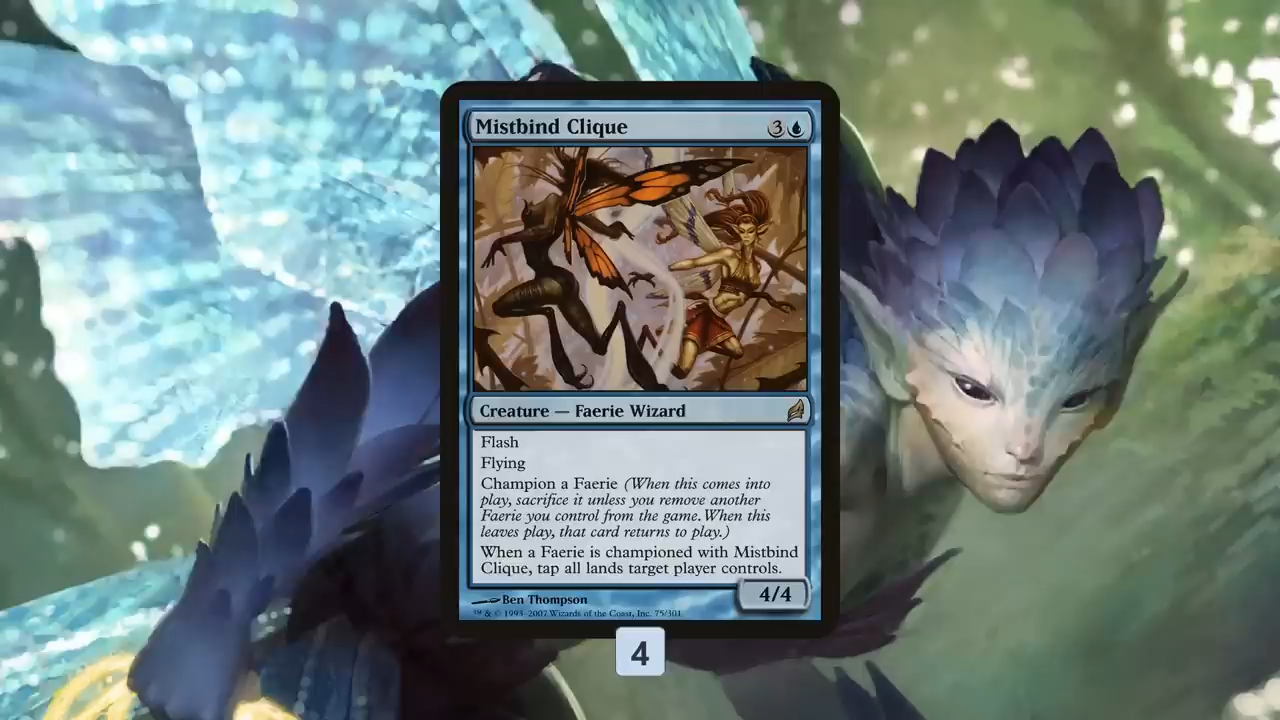 Mistbind Clique 3
Creature — Faerie Wizard
Flash
Flying
Champion a Faerie (When this comes into
play, sacrifice it unless you remove another
Faerie you control from the game. When this
leaves play, that card returns to play.)
When a Faerie is championed with Mistbind
Clique, tap all lands target player controls.
4/4
Ben Thompson
™ & © 1993–2007 Wizards of the Coast, Inc. 75/301
4